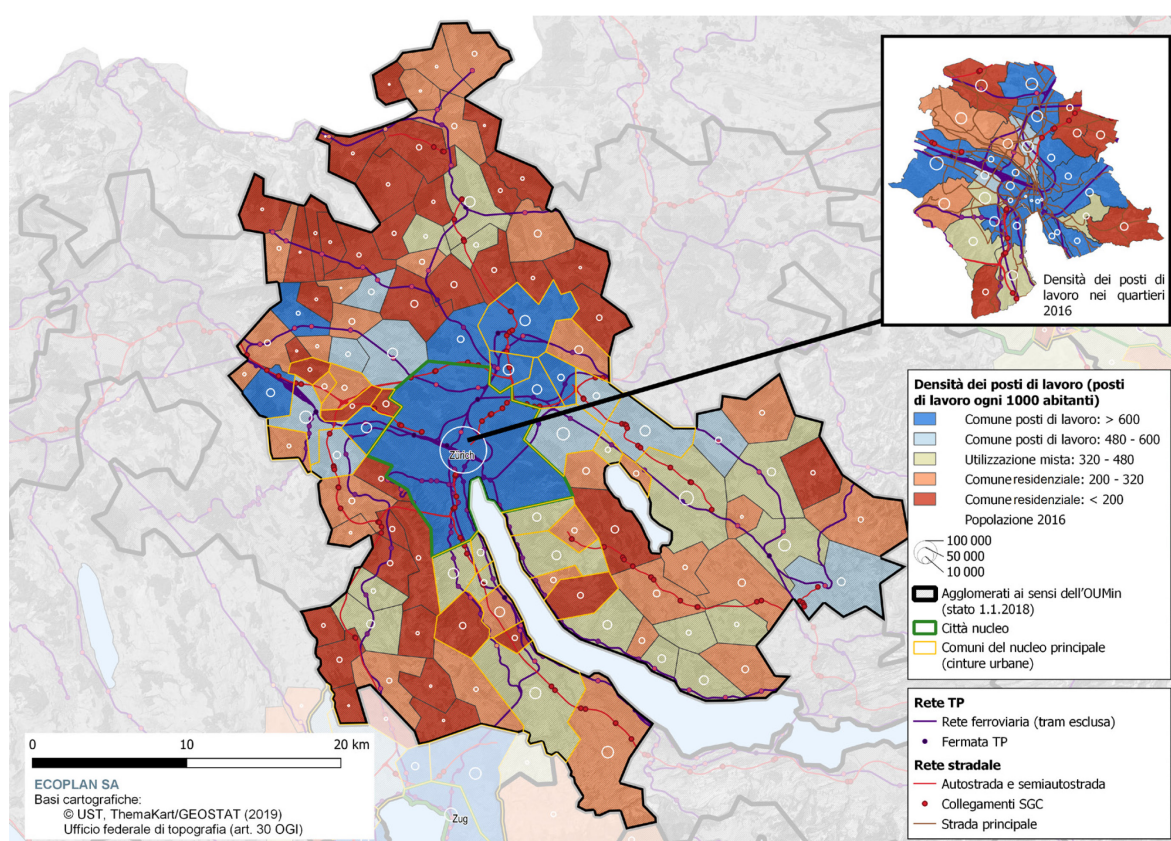 Densità dei posti di
lavoro nei quartieri
2016
Zürich
Densità dei posti di lavoro (posti
di lavoro ogni 1000 abitanti)
Comune posti di lavoro: > 600
Comune posti di lavoro: 480 - 600
Utilizzazione mista: 320 - 480
Comune residenziale: 200 - 320
Comune residenziale: < 200
Popolazione 2016
100 000
50 000
10 000
Agglomerati ai sensi dell'OUMin
(stato 1.1.2018)
Città nucleo
Comuni del nucleo principale
(cinture urbane)
Rete TP
Rete ferroviaria (tram esclusa)
Fermata TP
Rete stradale
Autostrada e semiautostrada
Collegamenti SGC
Strada principale
0 10 20 km
ECOPLAN SA
Basi cartografiche:
© UST, ThemaKart/GEOSTAT (2019)
Ufficio federale di topografia (art. 30 OGI)
Zug